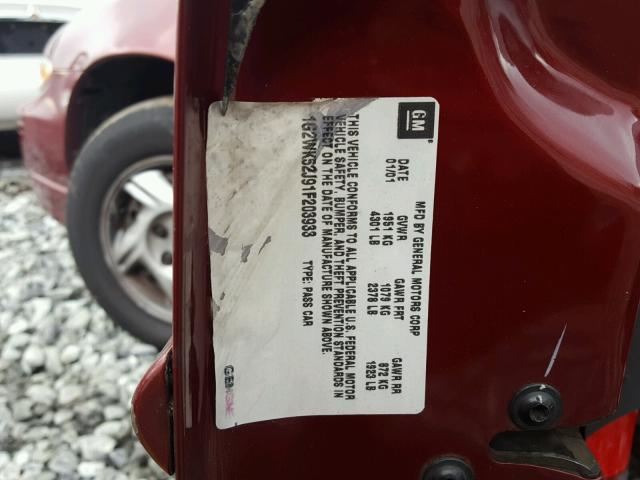 GM
MFD BY GENERAL MOTORS CORP
DATE GVWR GAWR FRT GAWR RR
01/01 1951 KG 1079 KG 872 KG
4301 LB 2378 LB 1923 LB
THIS VEHICLE CONFORMS TO ALL APPLICABLE U.S. FEDERAL MOTOR
VEHICLE SAFETY, BUMPER, AND THEFT PREVENTION STANDARDS IN
EFFECT ON THE DATE OF MANUFACTURE SHOWN ABOVE.
1G2WK52J91F203933 TYPE: PASS CAR